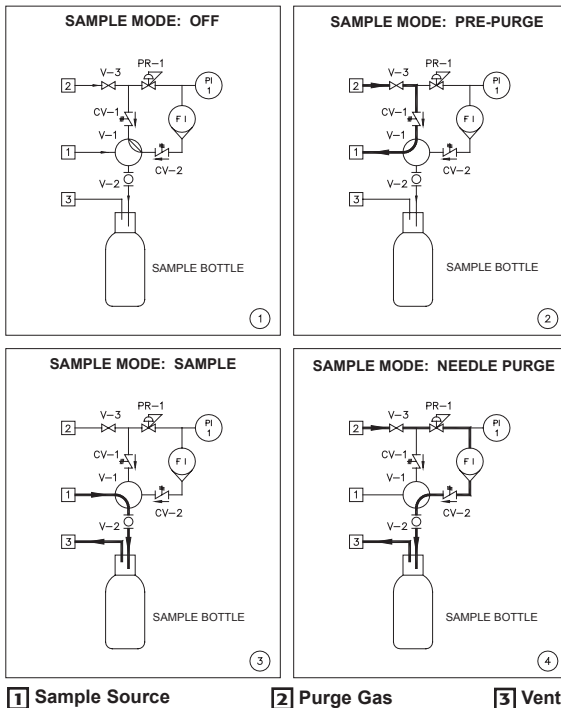 SAMPLE MODE: OFF
PR-1
V-3
2
PI
1
CV-1
FI
V-1
1
CV-2
V-2
3
SAMPLE BOTTLE
1
SAMPLE MODE: PRE-PURGE
PR-1
V-3
2
PI
1
CV-1
FI
V-1
1
CV-2
V-2
3
SAMPLE BOTTLE
2
SAMPLE MODE: SAMPLE
PR-1
V-3
2
PI
1
CV-1
FI
V-1
1
CV-2
V-2
3
SAMPLE BOTTLE
3
SAMPLE MODE: NEEDLE PURGE
PR-1
V-3
2
PI
1
CV-1
FI
V-1
1
CV-2
V-2
3
SAMPLE BOTTLE
4
1 Sample Source 2 Purge Gas 3 Vent